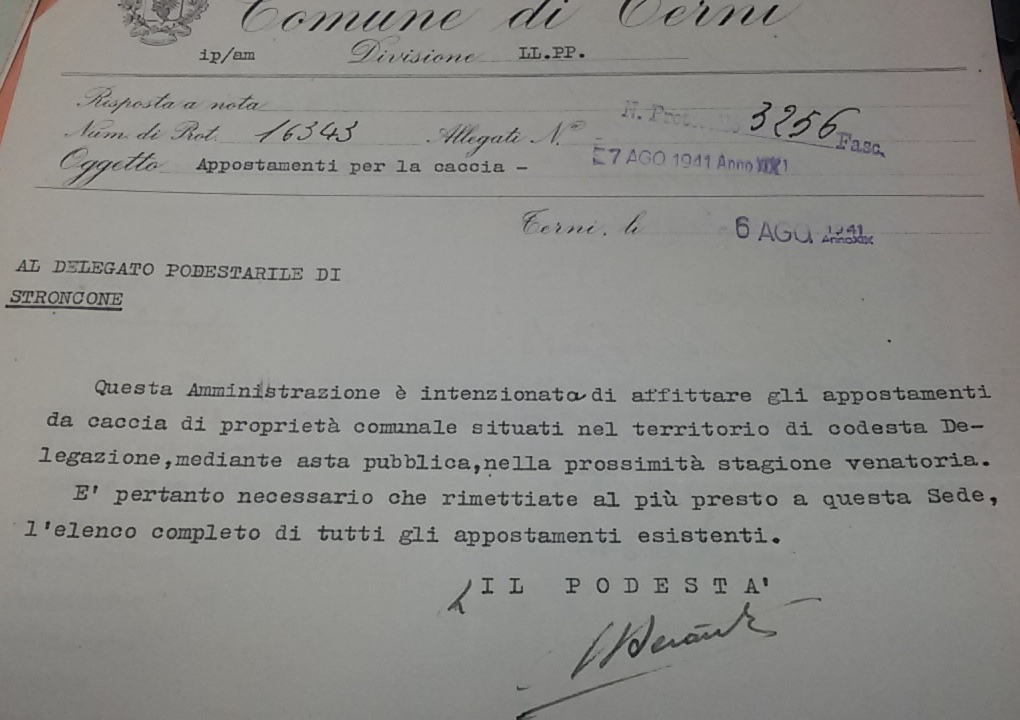 Comune di Terni
ip/am Divisione LL.PP.
Risposta a nota
Num. di Prot. 16343 Allegati N.° N. Prot. 3256 Fasc.
Oggetto Appostamenti per la caccia - 7 AGO 1941 Anno
Terni, li 6 AGO. 1941
AL DELEGATO PODESTARILE DI
STRONCONE
Questa Amministrazione è intenzionata di affittare gli appostamenti
da caccia di proprietà comunale situati nel territorio di codesta De-
legazione,mediante asta pubblica,nella prossimità stagione venatoria.
E' pertanto necessario che rimettiate al più presto a questa Sede,
l'elenco completo di tutti gli appostamenti esistenti.
IL PODESTA'